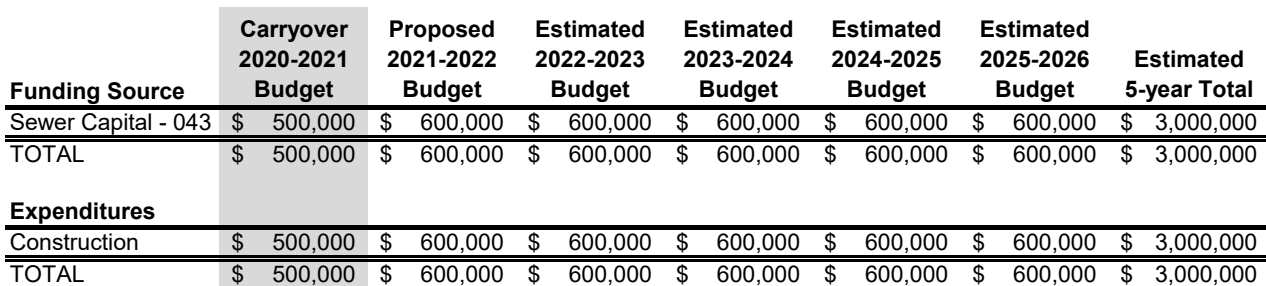 Carryover Proposed Estimated Estimated Estimated Estimated
2020-2021 2021-2022 2022-2023 2023-2024 2024-2025 2025-2026 Estimated
Funding Source Budget Budget Budget Budget Budget Budget 5-year Total
Sewer Capital - 043 $ 500,000 $ 600,000 $ 600,000 $ 600,000 $ 600,000 $ 600,000 $ 3,000,000
TOTAL $ 500,000 $ 600,000 $ 600,000 $ 600,000 $ 600,000 $ 600,000 $ 3,000,000
Expenditures
Construction $ 500,000 $ 600,000 $ 600,000 $ 600,000 $ 600,000 $ 600,000 $ 3,000,000
TOTAL $ 500,000 $ 600,000 $ 600,000 $ 600,000 $ 600,000 $ 600,000 $ 3,000,000